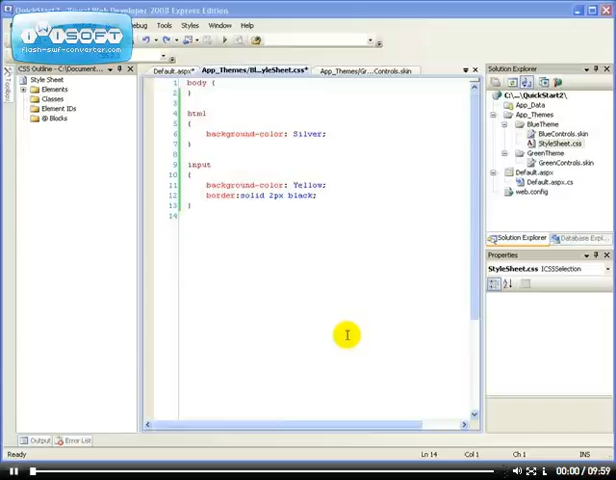 QuickStart2 - Visual Web Developer 2008 Express Edition
iWiSOFT
flash-swf-converter.com
Debug Tools Window Help
CSS Outline - C:\Document...
Style Sheet
Elements
Classes
Element IDs
@ Blocks
Toolbox
Default.aspx* App_Themes/Bl...yleSheet.css* App_Themes/Gr...Controls.skin
1 body {
2 }
3
4 html
5 {
6 background-color: Silver;
7 }
8
9 input
10 {
11 background-color: Yellow;
12 border:solid 2px black;
13 }
14
Solution Explorer
C:\...\QuickStart2\
App_Data
App_Themes
BlueTheme
BlueControls.skin
StyleSheet.css
GreenTheme
GreenControls.skin
Default.aspx
Default.aspx.cs
web.config
Solution Explorer Database Expl...
Properties
StyleSheet.css ICSSSelection
Output Error List
Ready Ln 14 Col 1 Ch 1 INS
00:00 / 09:59